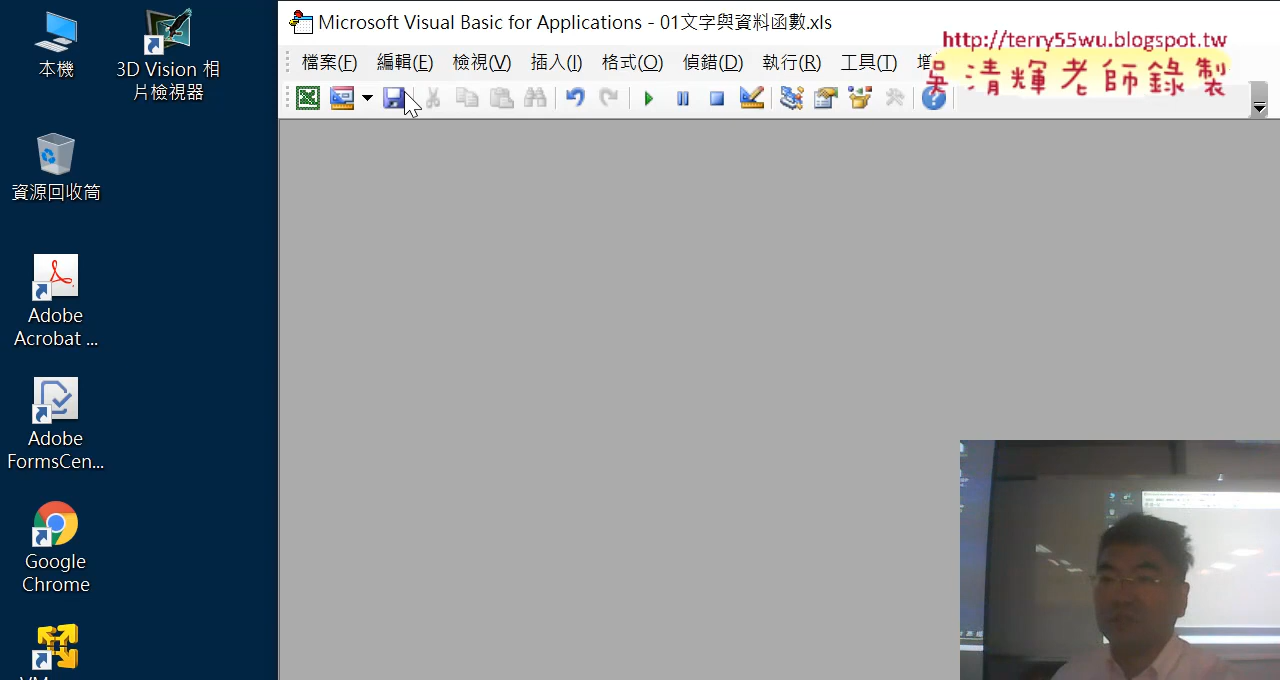 本機
3D Vision 相
片檢視器
資源回收筒
Adobe
Acrobat ...
Adobe
FormsCen...
Google
Chrome
Microsoft Visual Basic for Applications - 01文字與資料函數.xls
檔案(F) 編輯(E) 檢視(V) 插入(I) 格式(O) 偵錯(D) 執行(R) 工具(T) 增
http://terry55wu.blogspot.tw
吳清輝老師錄製